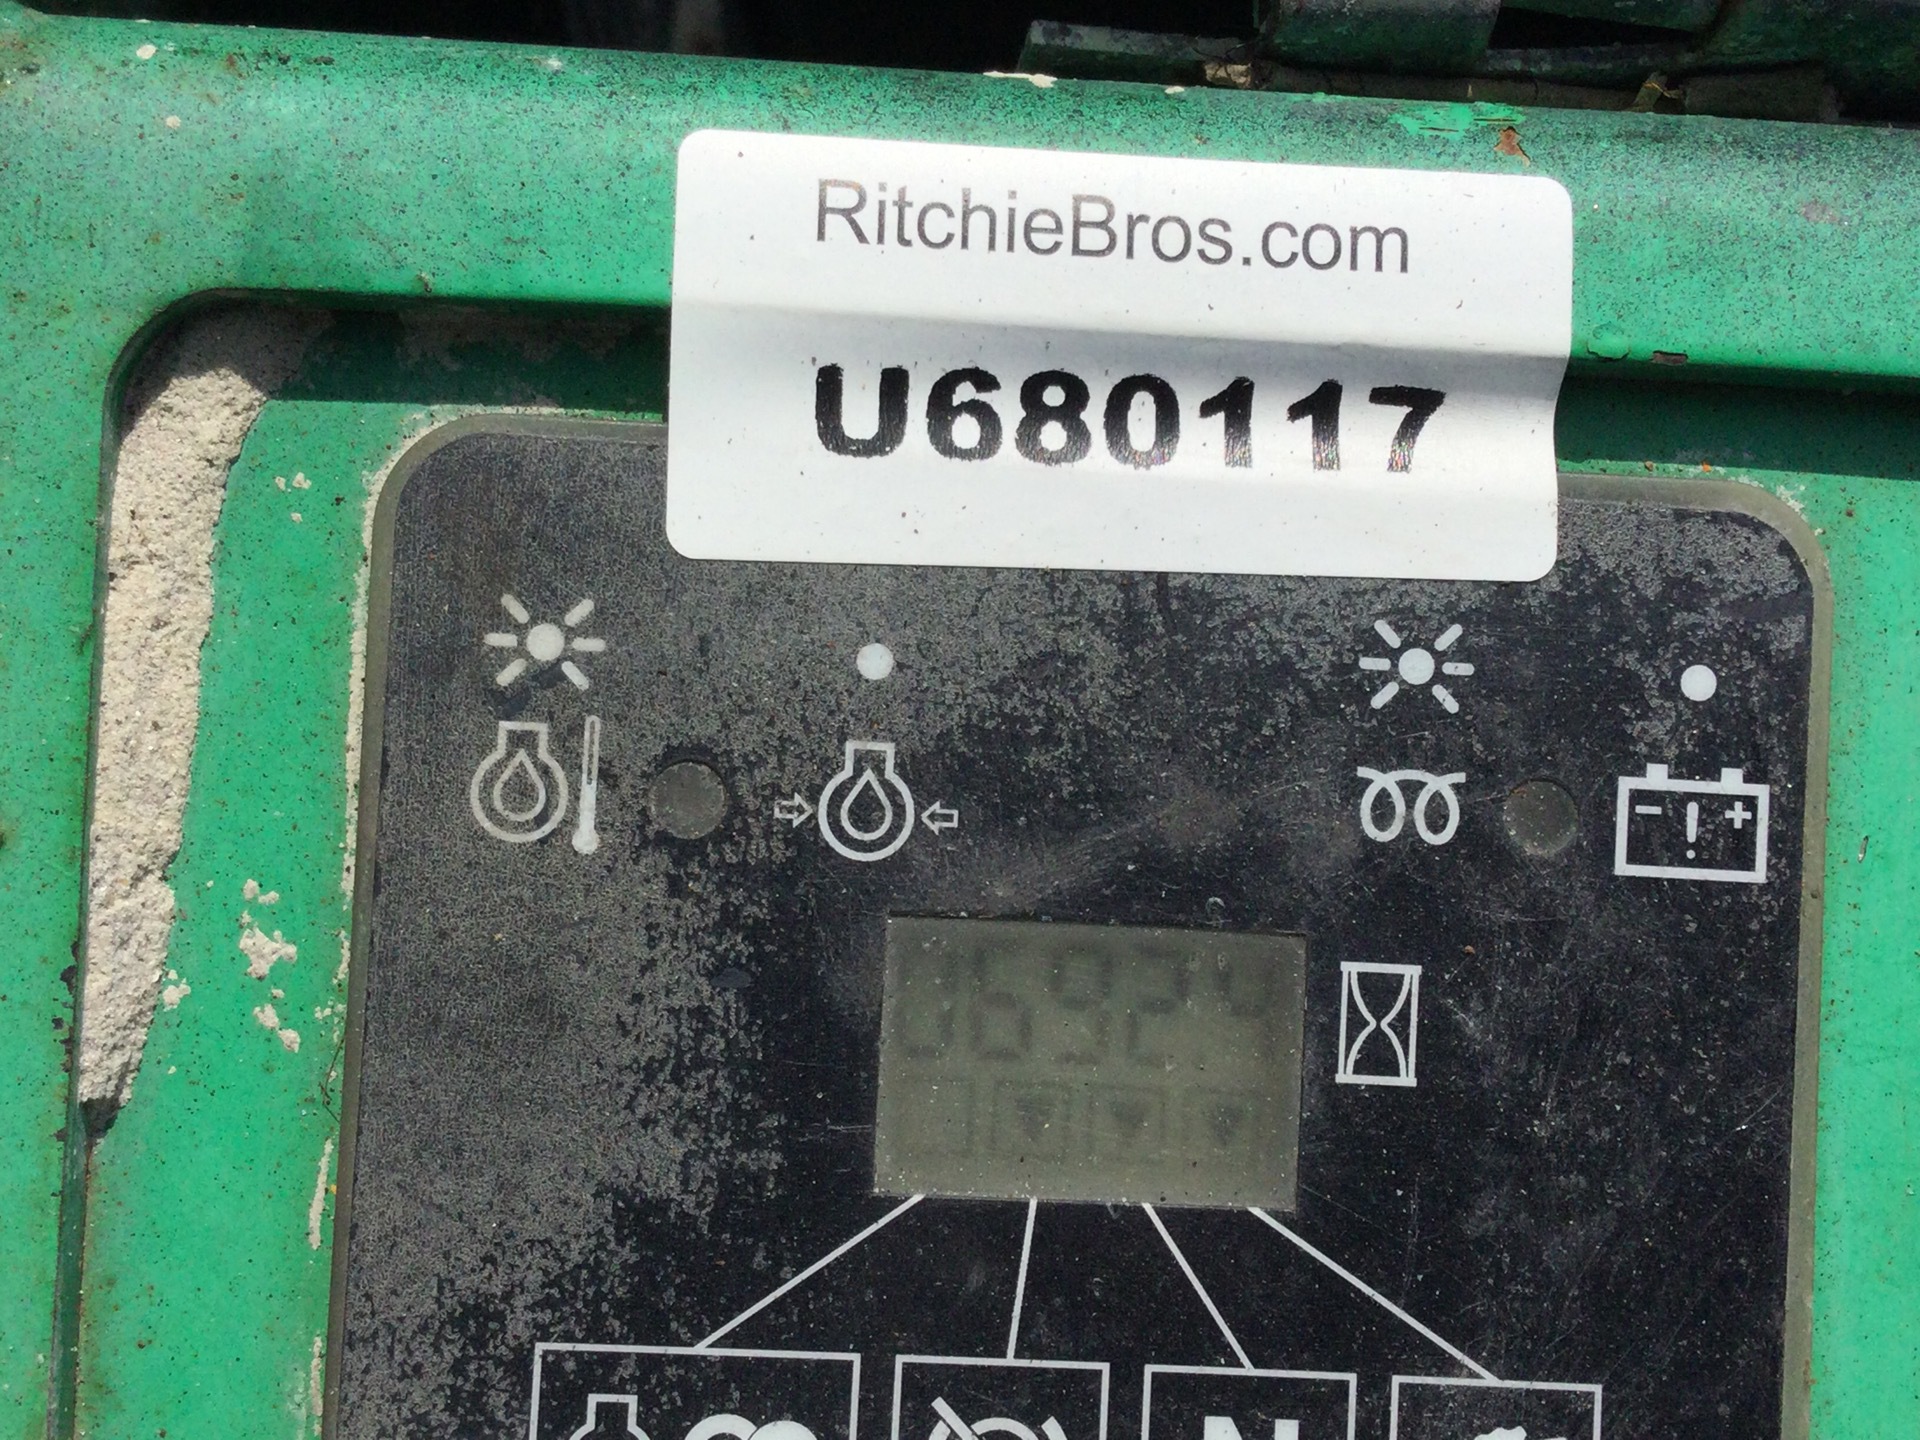 RitchieBros.com
U680117
- ! +
N